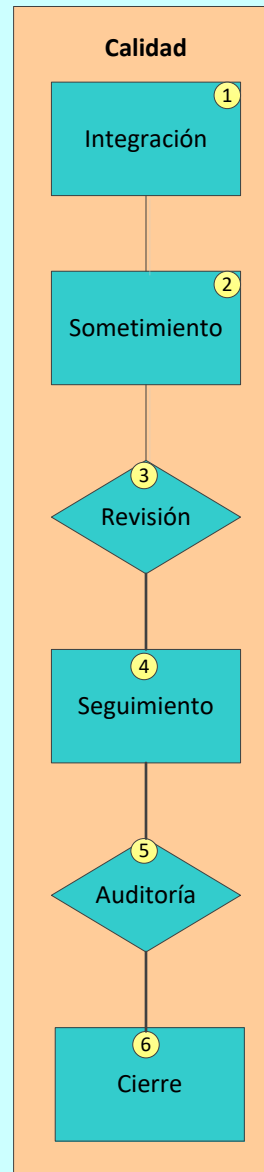 Calidad
1
Integración
2
Sometimiento
3
Revisión
4
Seguimiento
5
Auditoría
6
Cierre